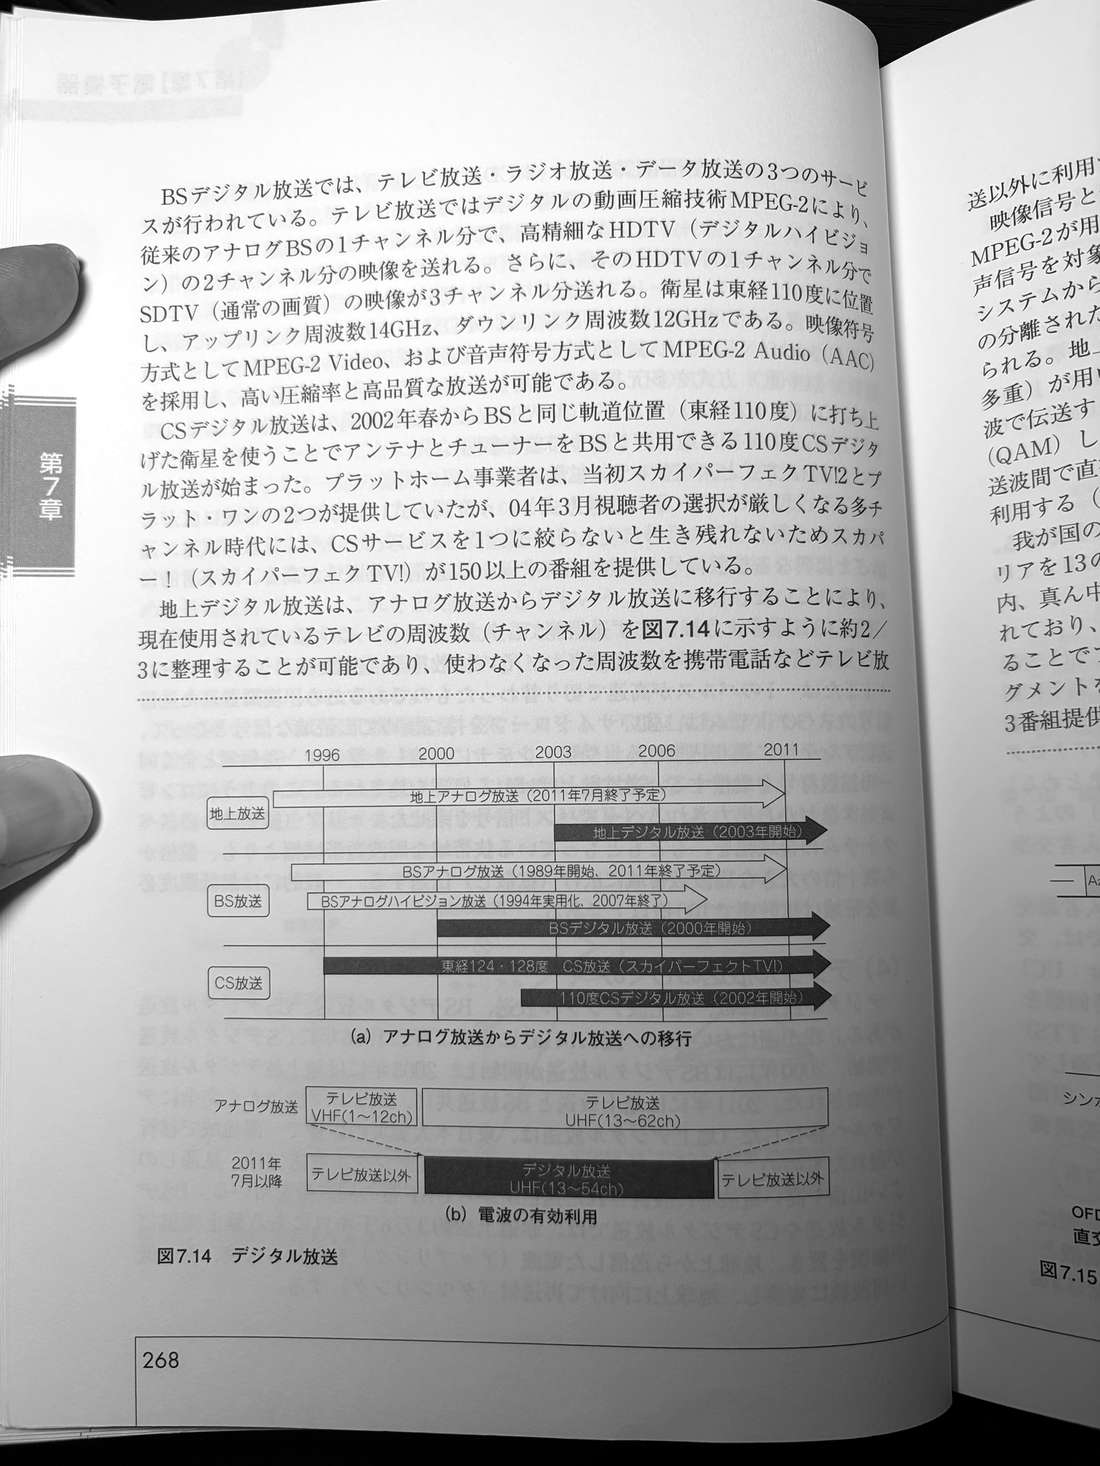 第7章
BSデジタル放送では、テレビ放送・ラジオ放送・データ放送の3つのサービ
スが行われている。テレビ放送ではデジタルの動画圧縮技術MPEG-2により、
従来のアナログBSの1チャンネル分で、高精細なHDTV（デジタルハイビジョ
ン）の2チャンネル分の映像を送れる。さらに、そのHDTVの1チャンネル分で
SDTV（通常の画質）の映像が3チャンネル分送れる。衛星は東経110度に位置
し、アップリンク周波数14GHz、ダウンリンク周波数12GHzである。映像符号
方式としてMPEG-2 Video、および音声符号方式としてMPEG-2 Audio（AAC）
を採用し、高い圧縮率と高品質な放送が可能である。
CSデジタル放送は、2002年春からBSと同じ軌道位置（東経110度）に打ち上
げた衛星を使うことでアンテナとチューナーをBSと共用できる110度CSデジタ
ル放送が始まった。プラットホーム事業者は、当初スカイパーフェクTV!2とプ
ラット・ワンの2つが提供していたが、04年3月視聴者の選択が厳しくなる多チ
ャンネル時代には、CSサービスを1つに絞らないと生き残れないためスカパ
ー！（スカイパーフェクTV!）が150以上の番組を提供している。
地上デジタル放送は、アナログ放送からデジタル放送に移行することにより、
現在使用されているテレビの周波数（チャンネル）を図7.14に示すように約2／
3に整理することが可能であり、使わなくなった周波数を携帯電話などテレビ放
1996 2000 2003 2006 2011
地上放送
地上アナログ放送（2011年7月終了予定）
地上デジタル放送（2003年開始）
BS放送
BSアナログ放送（1989年開始、2011年終了予定）
BSアナログハイビジョン放送（1994年実用化、2007年終了）
BSデジタル放送（2000年開始）
CS放送
東経124・128度 CS放送（スカイパーフェクトTV!）
110度CSデジタル放送（2002年開始）
(a) アナログ放送からデジタル放送への移行
アナログ放送
テレビ放送
VHF(1～12ch)
テレビ放送
UHF(13～62ch)
2011年
7月以降
テレビ放送以外
デジタル放送
UHF(13～54ch)
テレビ放送以外
(b) 電波の有効利用
図7.14 デジタル放送
268
送以外に利用
映像信号と
MPEG-2が用
声信号を対象
システムから
の分離された
られる。地
多重）が用い
波で伝送す
（QAM）し
送波間で直
利用する（
我が国の
リアを13の
内、真ん中
れており、
ることで
グメントを
3番組提供
シンボ
OFD
直交
図7.15